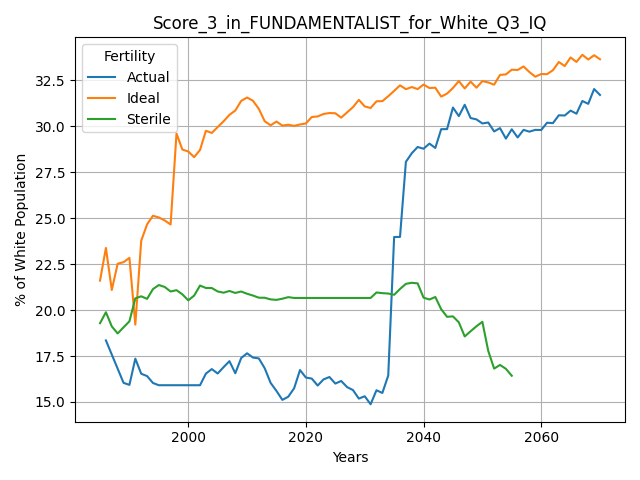 Score_3_in_FUNDAMENTALIST_for_White_Q3_IQ
Fertility
Actual
Ideal
Sterile
% of White Population
32.5
30.0
27.5
25.0
22.5
20.0
17.5
15.0
2000
2020
2040
2060
Years